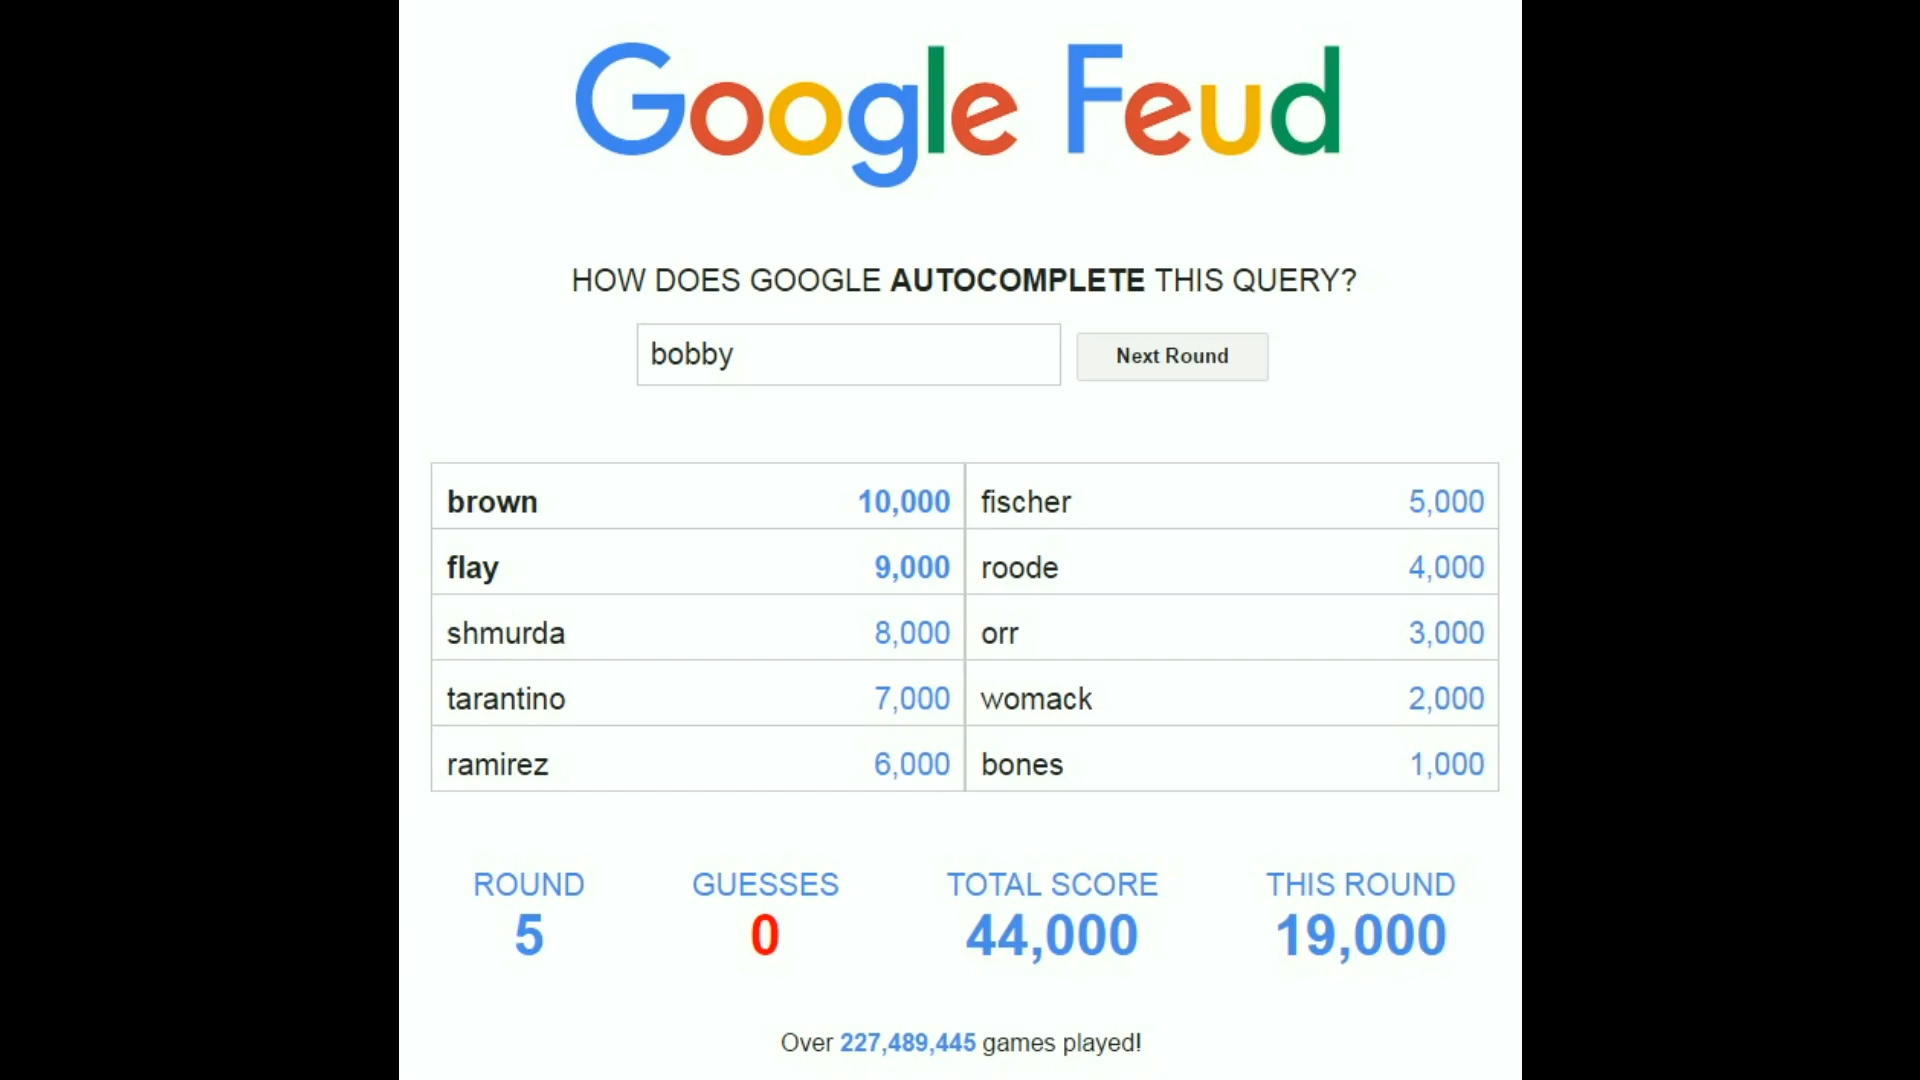 Google Feud
HOW DOES GOOGLE AUTOCOMPLETE THIS QUERY?
bobby
Next Round
brown 10,000 fischer 5,000
flay 9,000 roode 4,000
shmurda 8,000 orr 3,000
tarantino 7,000 womack 2,000
ramirez 6,000 bones 1,000
ROUND GUESSES TOTAL SCORE THIS ROUND
5 0 44,000 19,000
Over 227,489,445 games played!